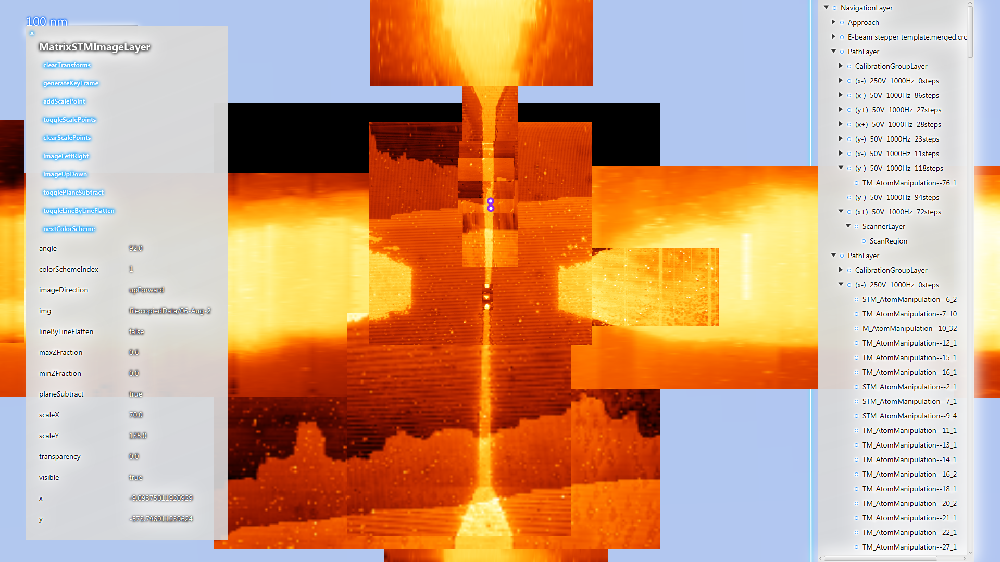 100 nm
x
MatrixSTMImageLayer
clearTransforms
generateKeyFrame
addScalePoint
toggleScalePoints
clearScalePoints
imageLeftRight
imageUpDown
togglePlaneSubtract
toggleLineByLineFlatten
nextColorScheme
angle 92.0
colorSchemeIndex 1
imageDirection upForward
img file:copiedData/06-Aug-2
lineByLineFlatten false
maxZFraction 0.6
minZFraction 0.0
planeSubtract true
scaleX 70.0
scaleY 135.0
transparency 0.0
visible true
x -9.09375011920929
y -573.796911239624
NavigationLayer
Approach
E-beam stepper template.merged.crc
PathLayer
CalibrationGroupLayer
(x-) 250V 1000Hz 0steps
(x-) 50V 1000Hz 86steps
(y+) 50V 1000Hz 27steps
(x+) 50V 1000Hz 28steps
(y-) 50V 1000Hz 23steps
(x-) 50V 1000Hz 11steps
(y-) 50V 1000Hz 118steps
TM_AtomManipulation--76_1
(y-) 50V 1000Hz 94steps
(x+) 50V 1000Hz 72steps
ScannerLayer
ScanRegion
PathLayer
CalibrationGroupLayer
(x-) 250V 1000Hz 0steps
STM_AtomManipulation--6_2
TM_AtomManipulation--7_10
M_AtomManipulation--10_32
TM_AtomManipulation--12_1
TM_AtomManipulation--15_1
TM_AtomManipulation--16_1
STM_AtomManipulation--2_1
STM_AtomManipulation--7_1
STM_AtomManipulation--9_4
TM_AtomManipulation--11_1
TM_AtomManipulation--13_1
TM_AtomManipulation--14_1
TM_AtomManipulation--16_2
TM_AtomManipulation--18_1
TM_AtomManipulation--20_2
TM_AtomManipulation--21_1
TM_AtomManipulation--22_1
TM_AtomManipulation--27_1